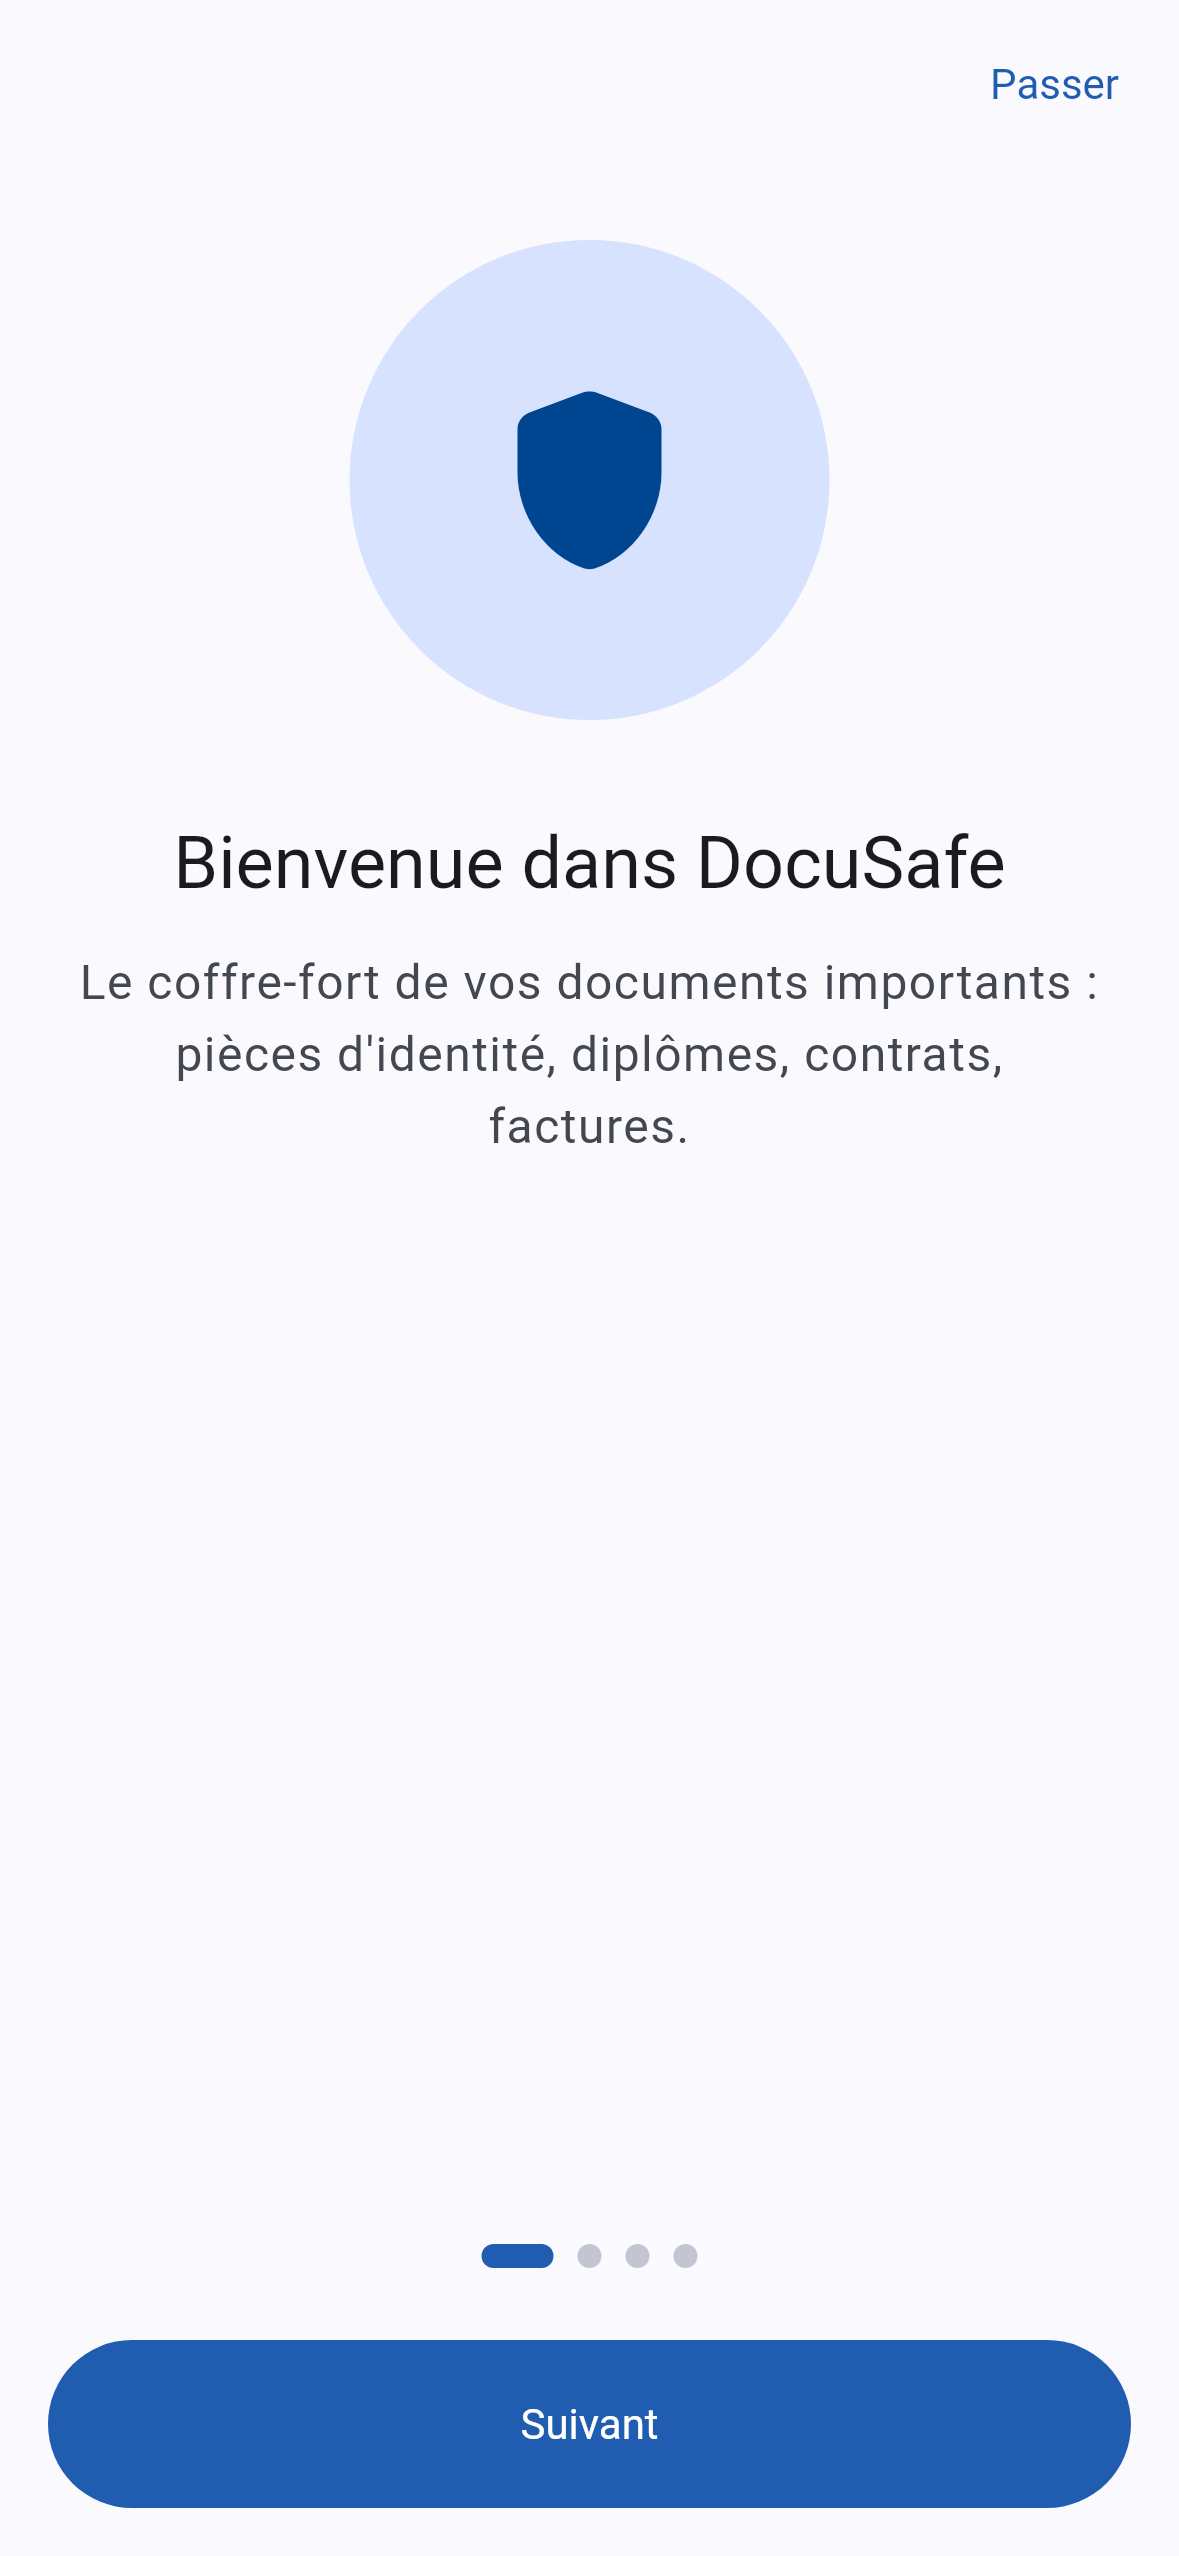 Passer
Bienvenue dans DocuSafe
Le coffre-fort de vos documents importants :
pièces d'identité, diplômes, contrats,
factures.
Suivant